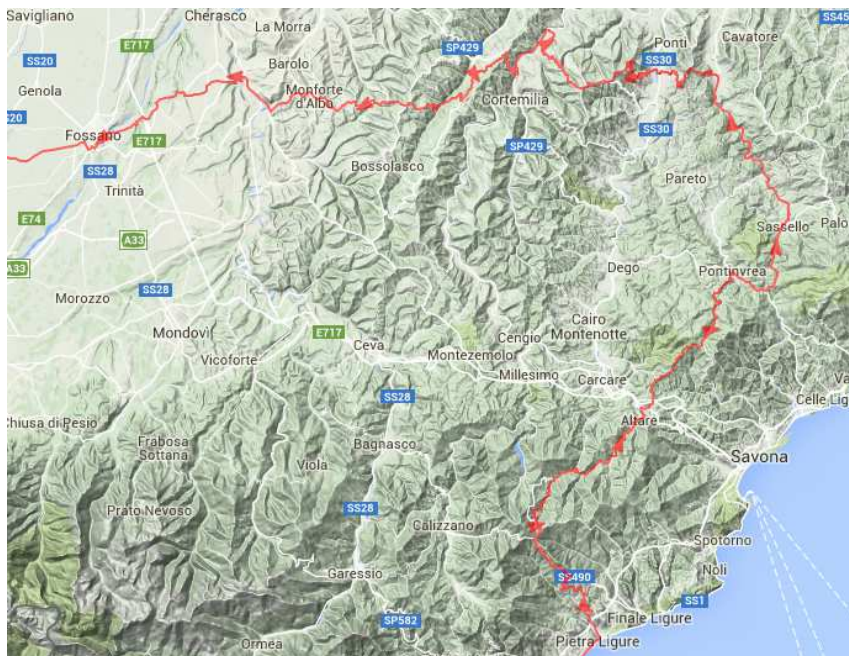 Savigliano
Cherasco
La Morra
SS45
E717
SP429
Ponti
Cavatore
SS20
Barolo
SS30
Genola
Monforte
d'Alba
Cortemilia
SS20
Fossano
E717
SS30
SP429
SS28
Bossolasco
Trinità
Pareto
E74
Sassello
Palo
A33
A33
Dego
Pontinvrea
Morozzo
SS28
Mondovì
E717
Cengio
Cairo
Montenotte
Ceva
Montezemolo
Vicoforte
Millesimo
Carcare
Va
SS28
Celle Ligu
Chiusa di Pesio
Altare
Frabosa
Sottana
Bagnasco
Viola
Savona
Prato Nevoso
SS28
Calizzano
Spotorno
Garessio
SS490
Noli
SS1
SP582
Finale Ligure
Ormea
Pietra Ligure